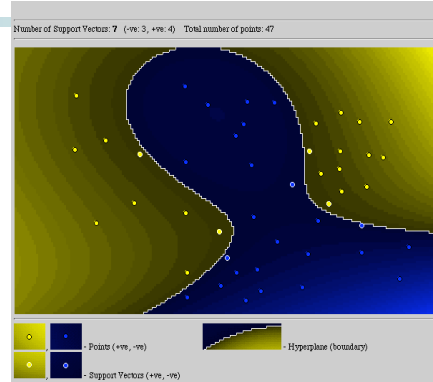 Number of Support Vectors: 7 (-ve: 3, +ve: 4) Total number of points: 47
- Points (+ve, -ve)
- Hyperplane (boundary)
- Support Vectors (+ve, -ve)